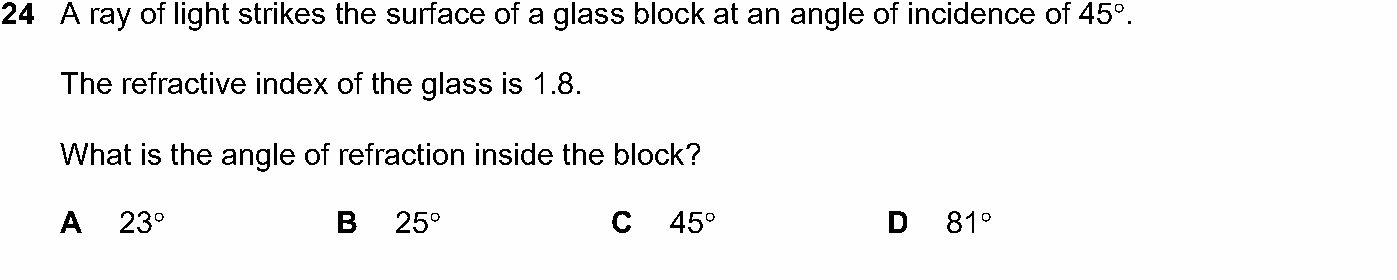 24 A ray of light strikes the surface of a glass block at an angle of incidence of 45°.
The refractive index of the glass is 1.8.
What is the angle of refraction inside the block?
A 23° B 25° C 45° D 81°